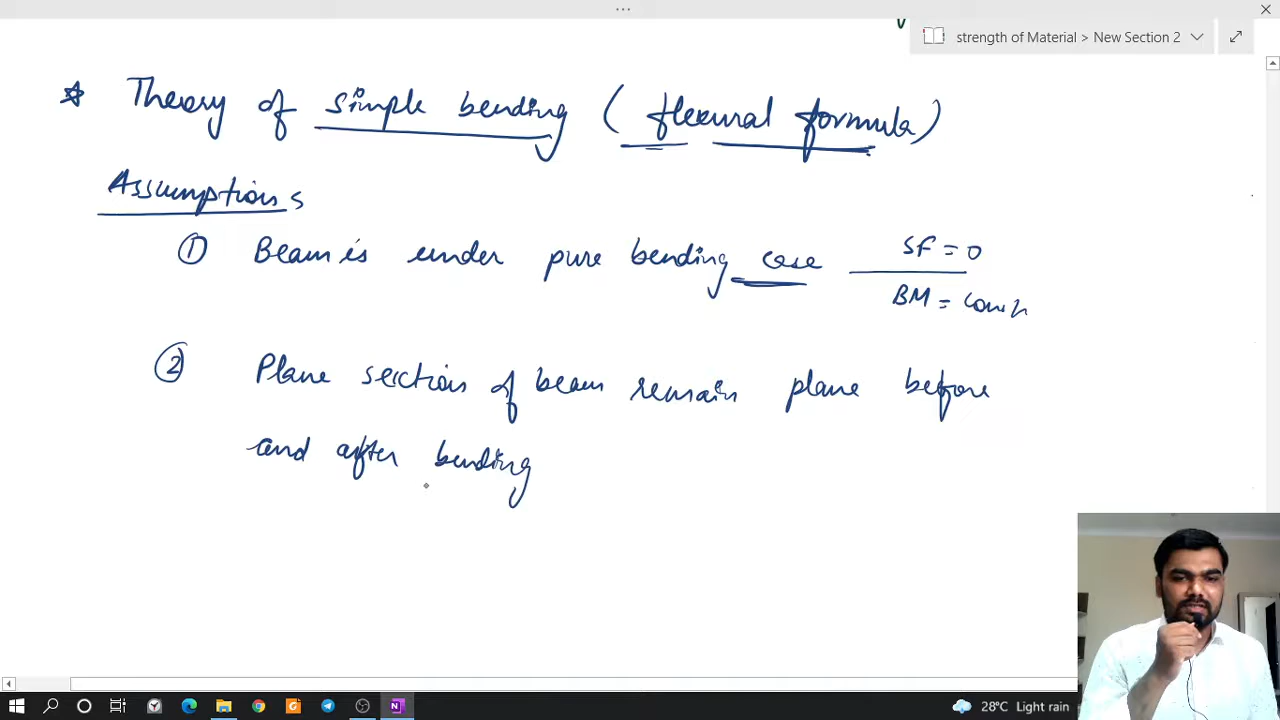 strength of Material > New Section 2
☆ Theory of simple bending (flexural formula)
Assumptions
① Beam is under pure bending case
SF = 0
BM = const
② Plane section of beam remain plane before
and after bending
28°C Light rain